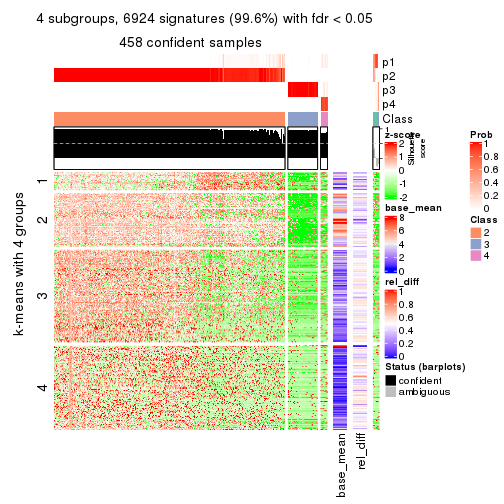 4 subgroups, 6924 signatures (99.6%) with fdr < 0.05
458 confident samples
p1
p2
p3
p4
Class
1
Silhouette
score
k-means with 4 groups
1
2
3
4
base_mean
rel_diff
z-score
2
1
0
-1
-2
base_mean
8
6
4
2
0
rel_diff
1
0.8
0.6
0.4
0.2
0
Status (barplots)
confident
ambiguous
Prob
1
0.8
0.6
0.4
0.2
0
Class
2
3
4